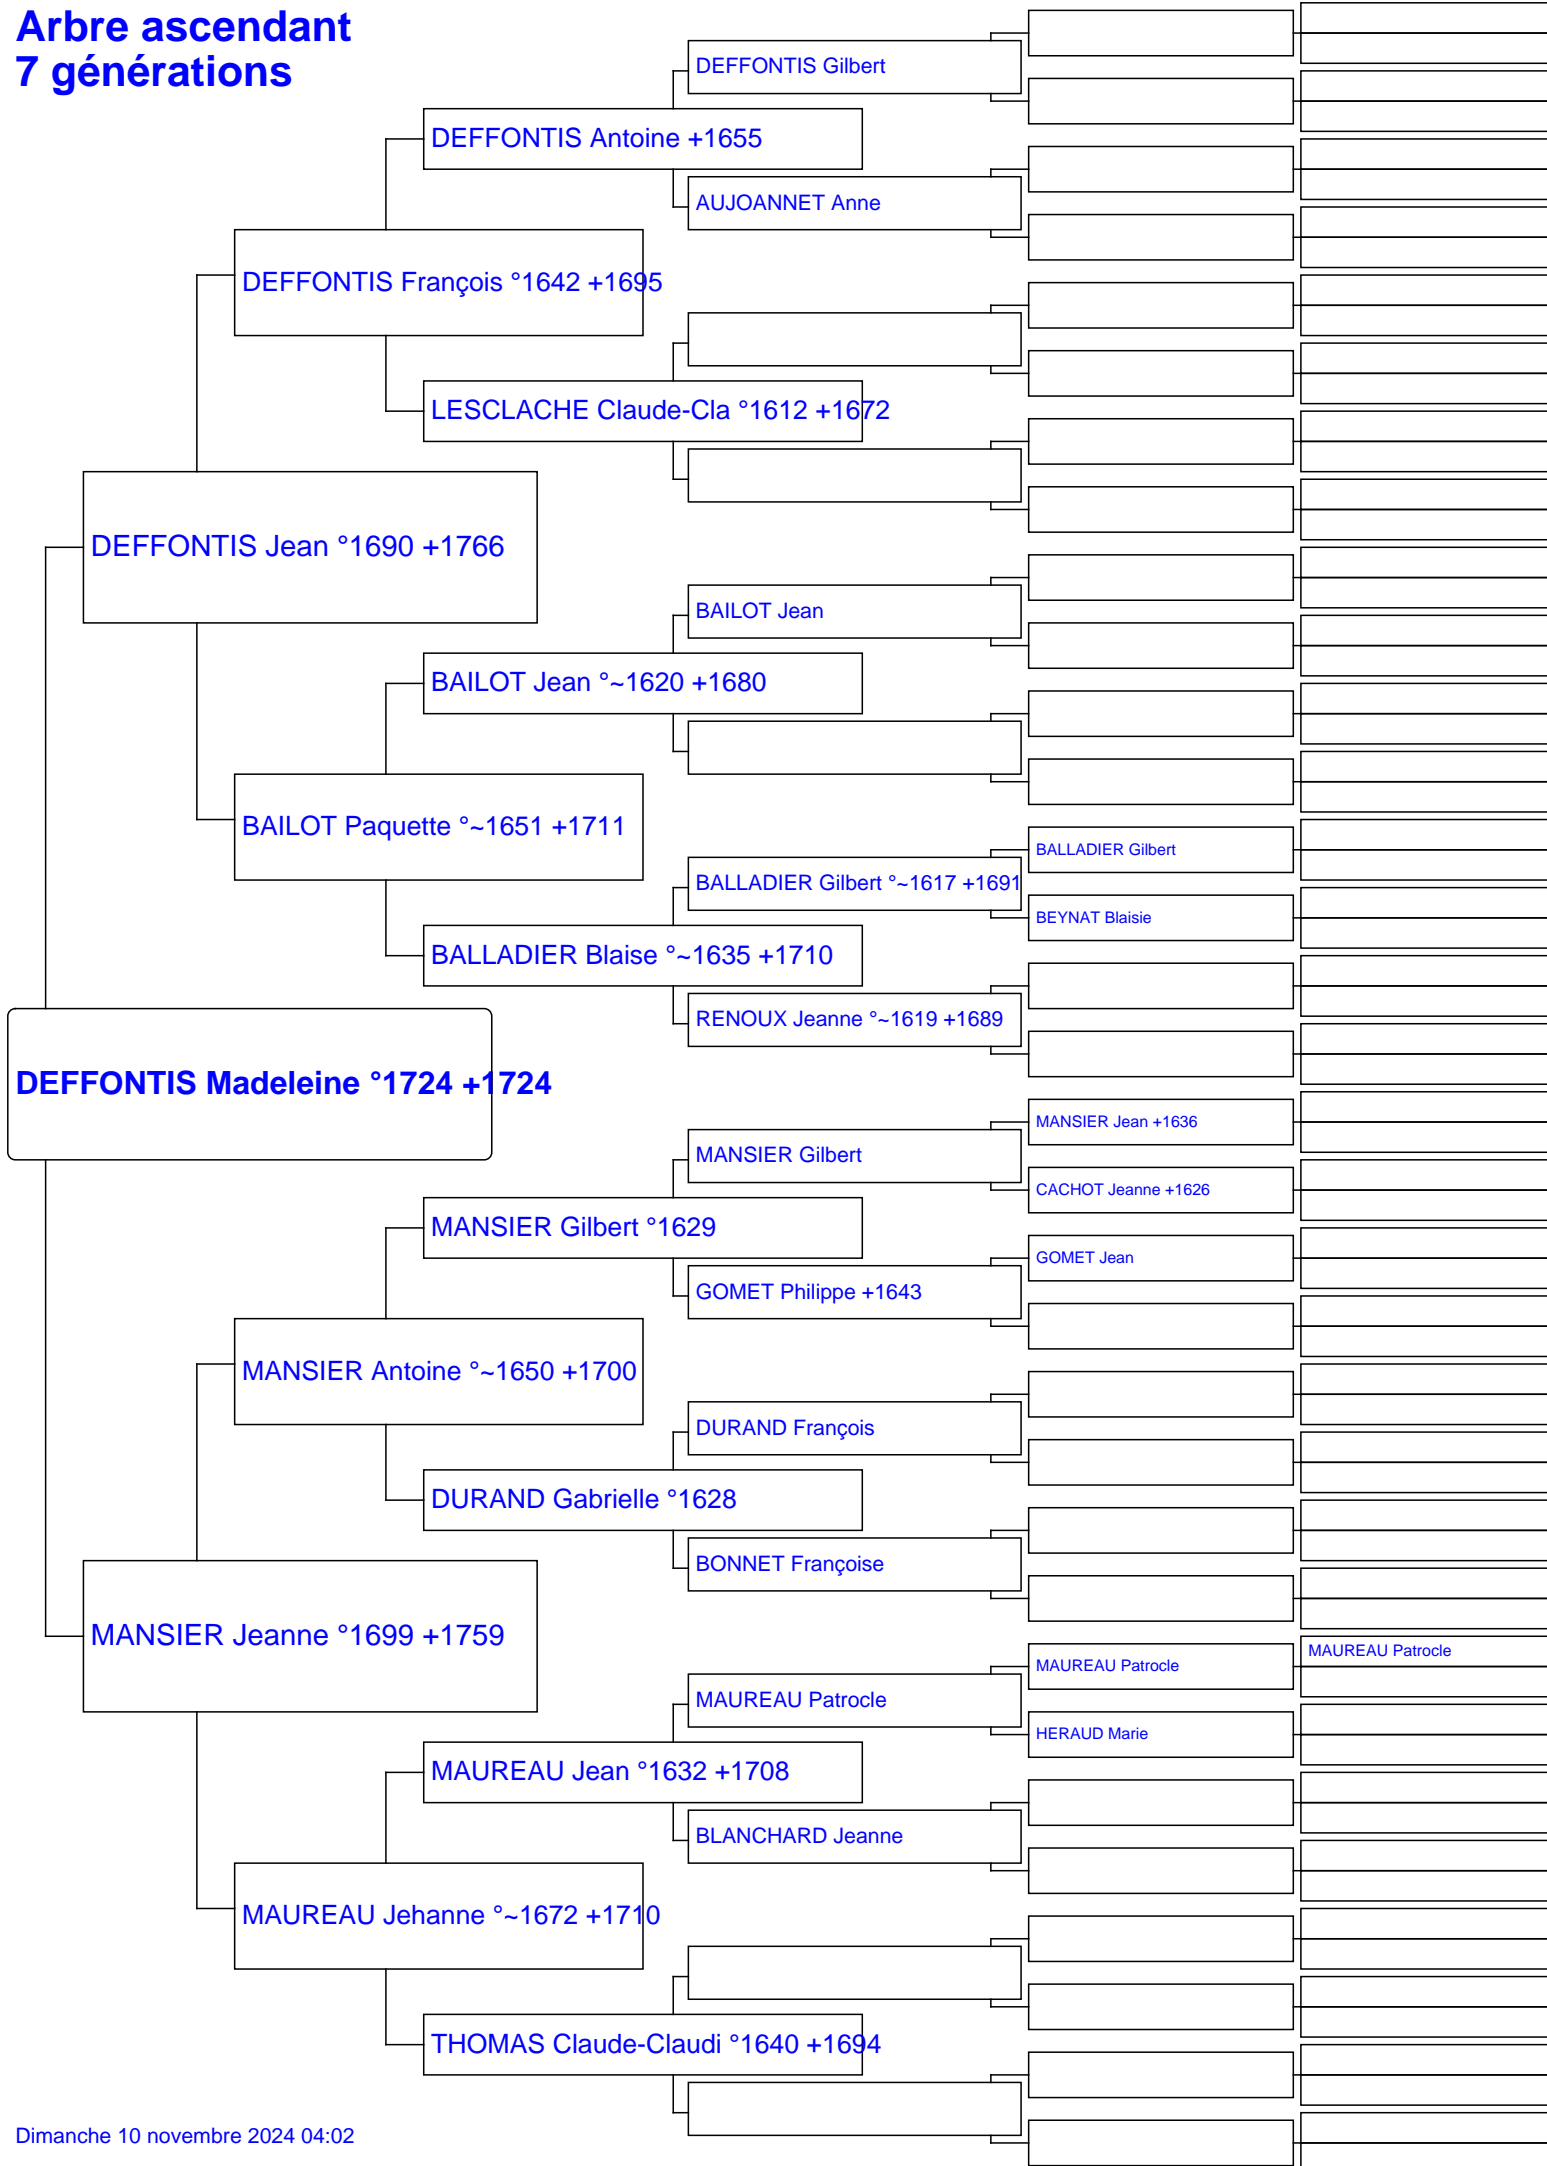 Arbre ascendant
7 générations
DEFFONTIS Gilbert
DEFFONTIS Antoine +1655
AUJOANNET Anne
DEFFONTIS François °1642 +1695
LESCLACHE Claude-Cla °1612 +1672
DEFFONTIS Jean °1690 +1766
BAILOT Jean
BAILOT Jean °~1620 +1680
BAILOT Paquette °~1651 +1711
BALLADIER Gilbert
BALLADIER Gilbert °~1617 +1691
BEYNAT Blaisie
BALLADIER Blaise °~1635 +1710
RENOUX Jeanne °~1619 +1689
DEFFONTIS Madeleine °1724 +1724
MANSIER Jean +1636
MANSIER Gilbert
CACHOT Jeanne +1626
MANSIER Gilbert °1629
GOMET Jean
GOMET Philippe +1643
MANSIER Antoine °~1650 +1700
DURAND François
DURAND Gabrielle °1628
BONNET Françoise
MANSIER Jeanne °1699 +1759
MAUREAU Patrocle
MAUREAU Patrocle
MAUREAU Patrocle
HERAUD Marie
MAUREAU Jean °1632 +1708
BLANCHARD Jeanne
MAUREAU Jehanne °~1672 +1710
THOMAS Claude-Claudi °1640 +1694
Dimanche 10 novembre 2024 04:02